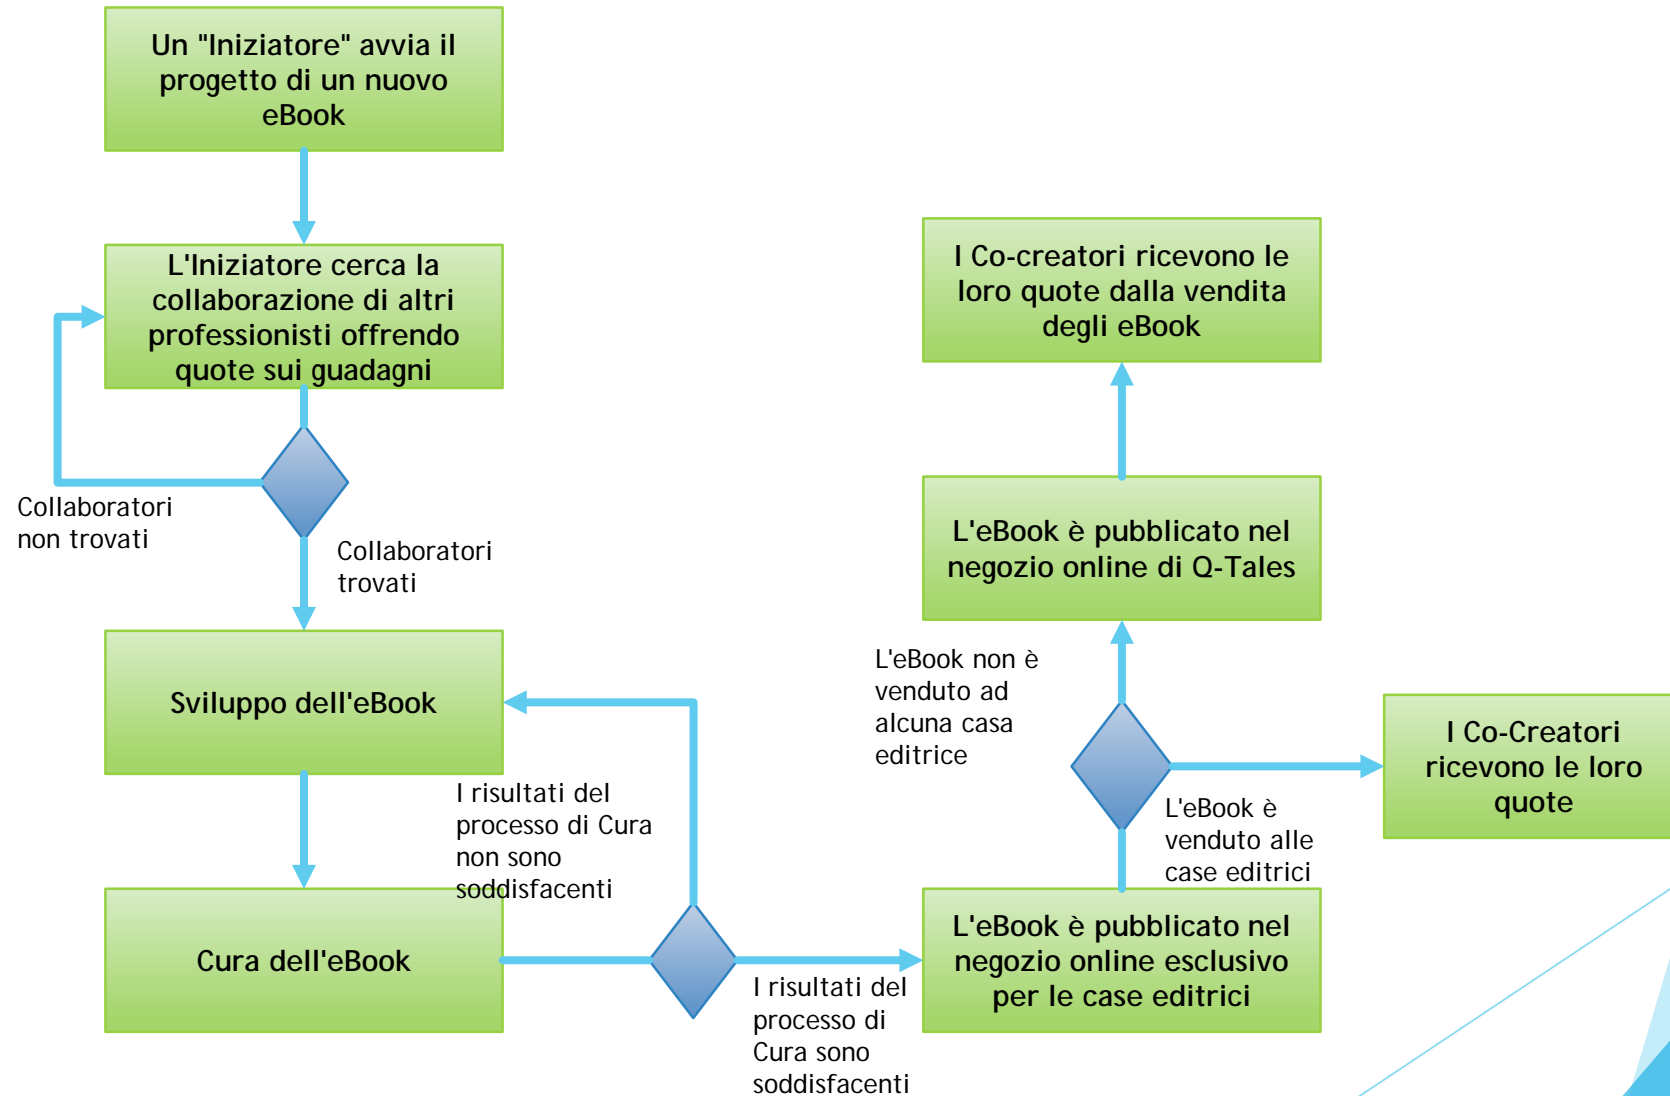 Un "Iniziatore" avvia il
progetto di un nuovo
eBook
L'Iniziatore cerca la
collaborazione di altri
professionisti offrendo
quote sui guadagni
Collaboratori
non trovati
Collaboratori
trovati
Sviluppo dell'eBook
I risultati del
processo di Cura
non sono
soddisfacenti
Cura dell'eBook
I risultati del
processo di
Cura sono
soddisfacenti
L'eBook è pubblicato nel
negozio online esclusivo
per le case editrici
L'eBook è
venduto alle
case editrici
I Co-Creatori
ricevono le loro
quote
L'eBook non è
venduto ad
alcuna casa
editrice
L'eBook è pubblicato nel
negozio online di Q-Tales
I Co-creatori ricevono le
loro quote dalla vendita
degli eBook